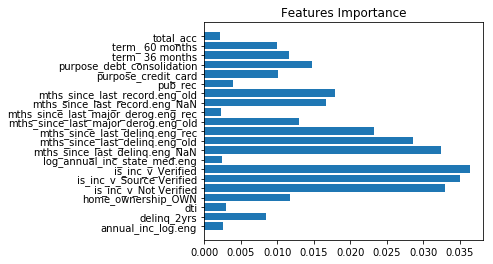 Features Importance
total_acc
term_ 60 months
term_ 36 months
purpose_debt_consolidation
purpose_credit_card
pub_rec
mths_since_last_record.eng_old
mths_since_last_record.eng_NaN
mths_since_last_major_derog.eng_rec
mths_since_last_major_derog.eng_old
mths_since_last_delinq.eng_rec
mths_since_last_delinq.eng_old
mths_since_last_delinq.eng_NaN
log_annual_inc_state_med.eng
is_inc_v_Verified
is_inc_v_Source Verified
is_inc_v_Not Verified
home_ownership_OWN
dti
delinq_2yrs
annual_inc_log.eng
0.000 0.005 0.010 0.015 0.020 0.025 0.030 0.035